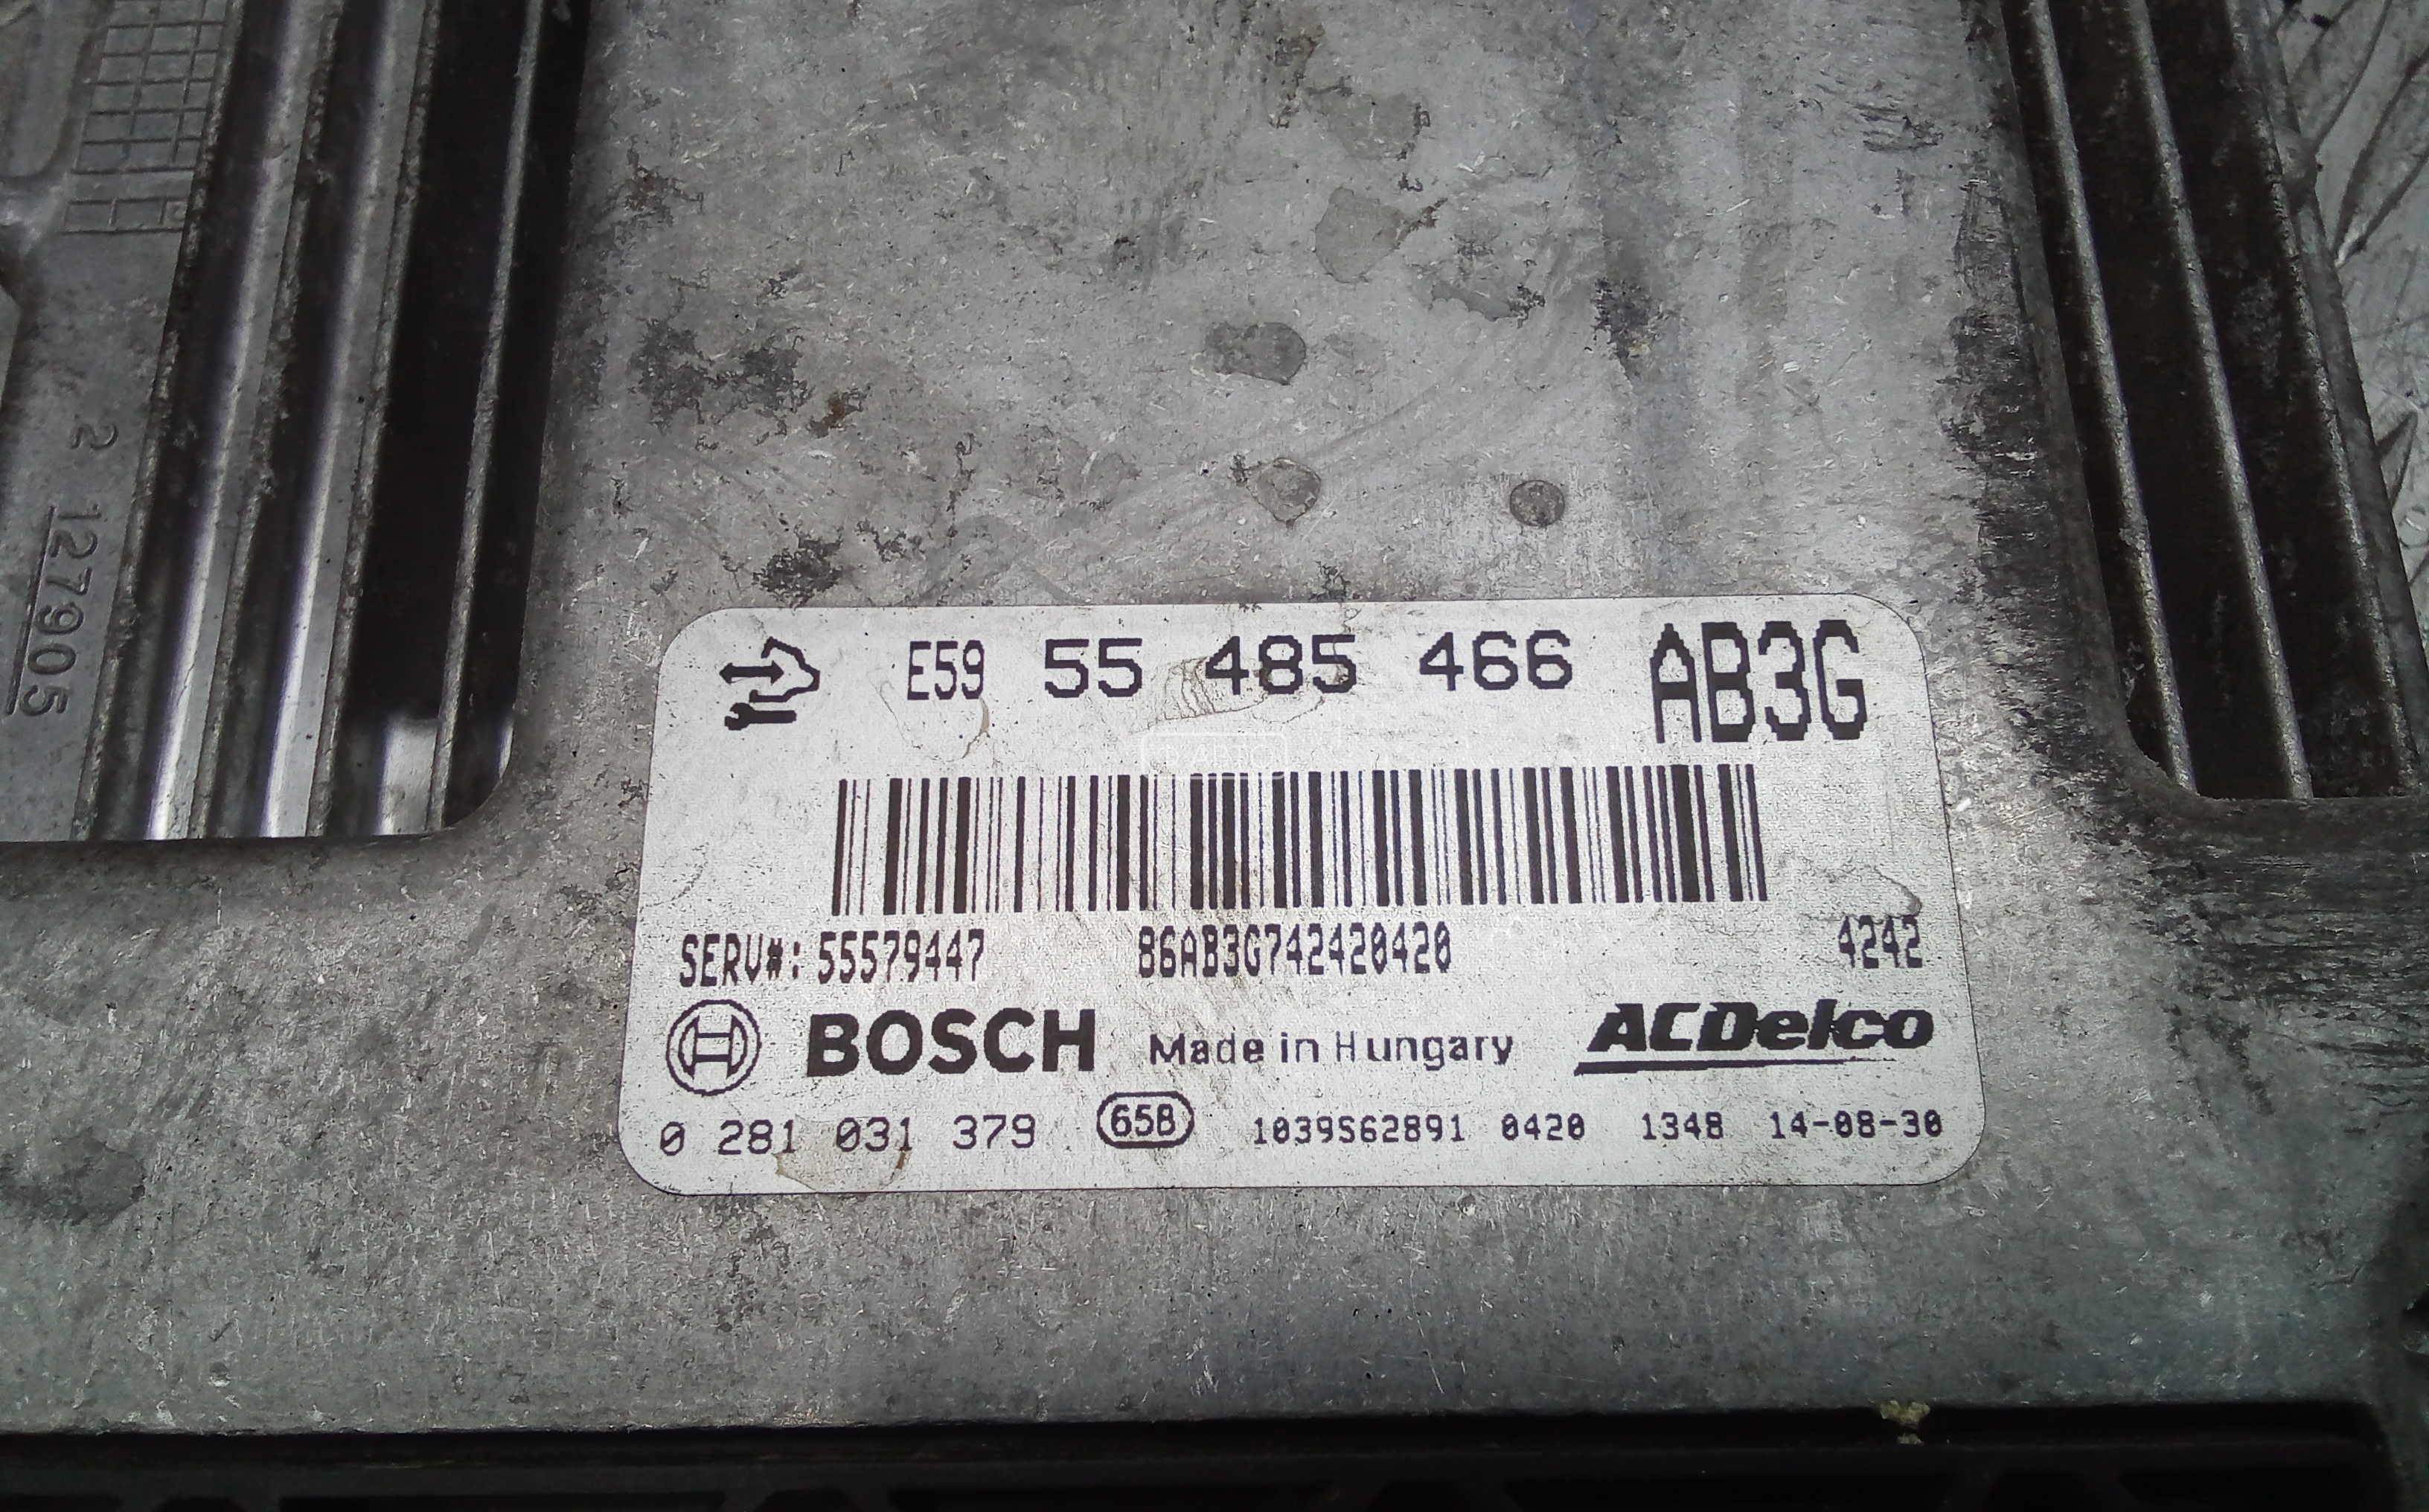 2 127905
E59 55 485 466 AB3G
SERV#: 55579447 86AB3G742420420 4242
BOSCH Made in Hungary ACDelco
0 281 031 379 65B 1039S62891 0420 1348 14-08-30